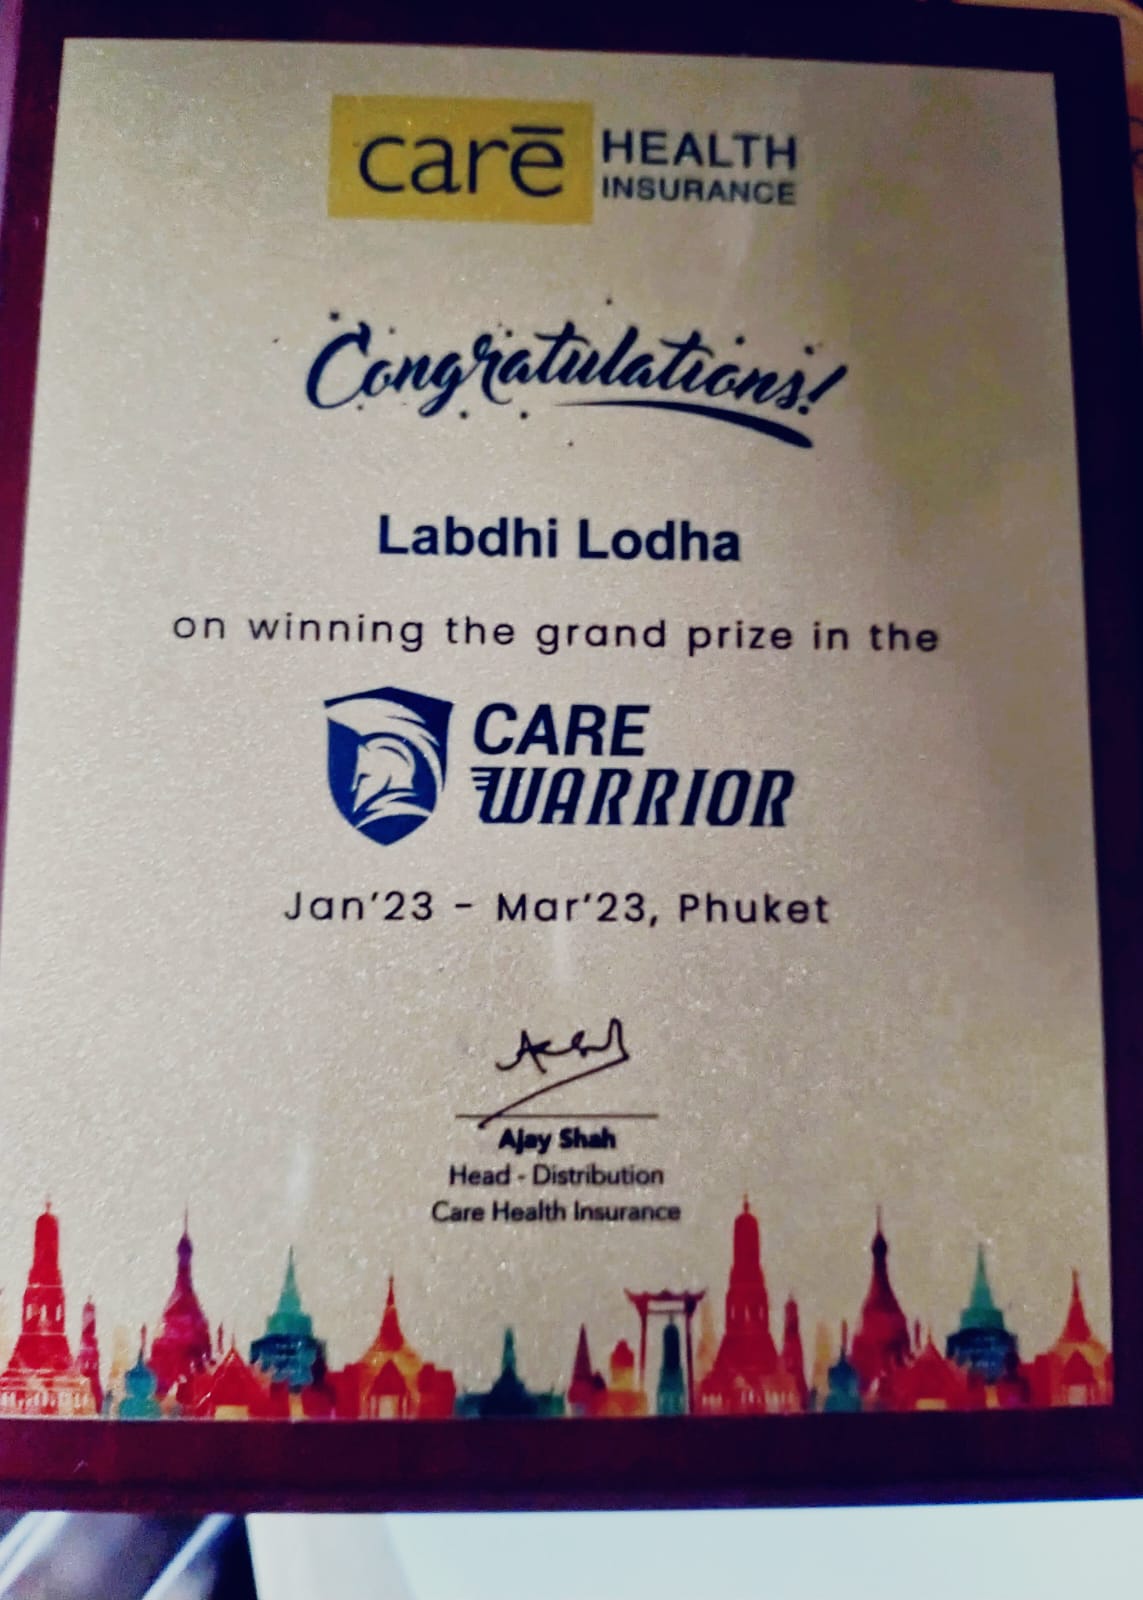 carē HEALTH
INSURANCE
Congratulations!
Labdhi Lodha
on winning the grand prize in the
CARE
WARRIOR
Jan'23 - Mar'23, Phuket
Ajay Shah
Head - Distribution
Care Health Insurance